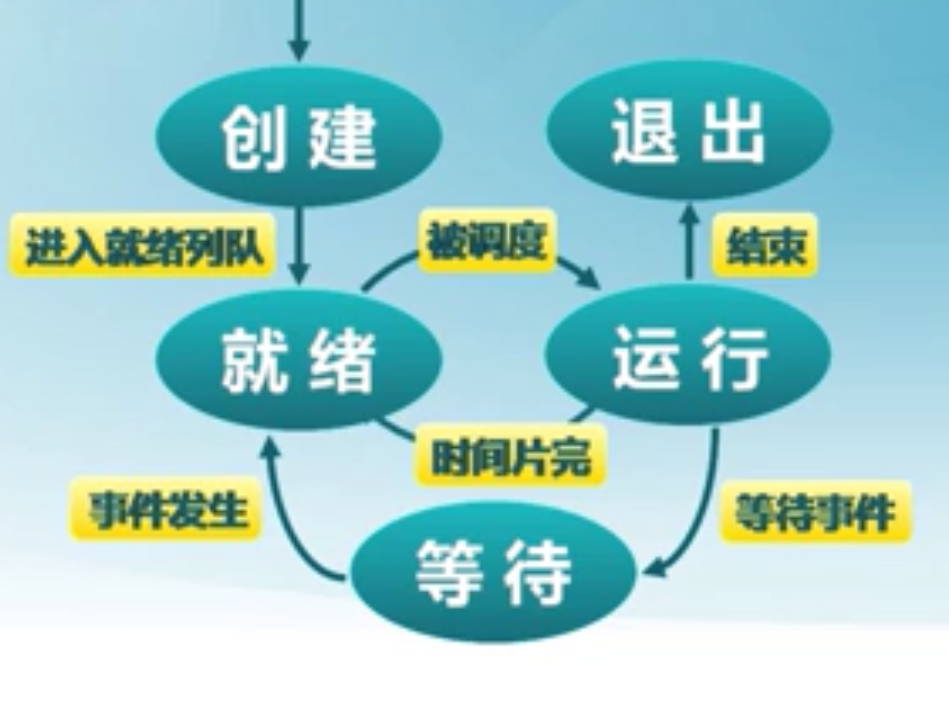 创建
退出
进入就绪列队
被调度
结束
就绪
运行
时间片完
事件发生
等待事件
等待